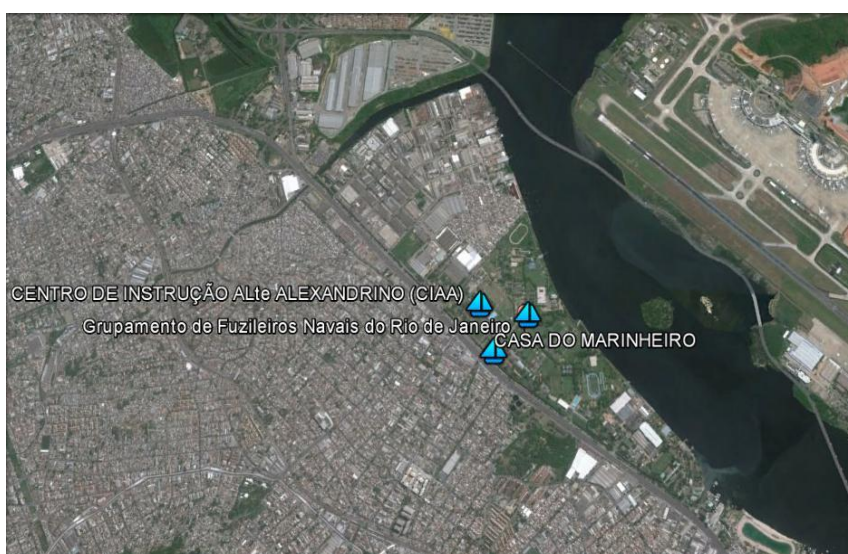 CENTRO DE INSTRUÇÃO ALte ALEXANDRINO (CIAA)
Grupamento de Fuzileiros Navais do Rio de Janeiro
CASA DO MARINHEIRO